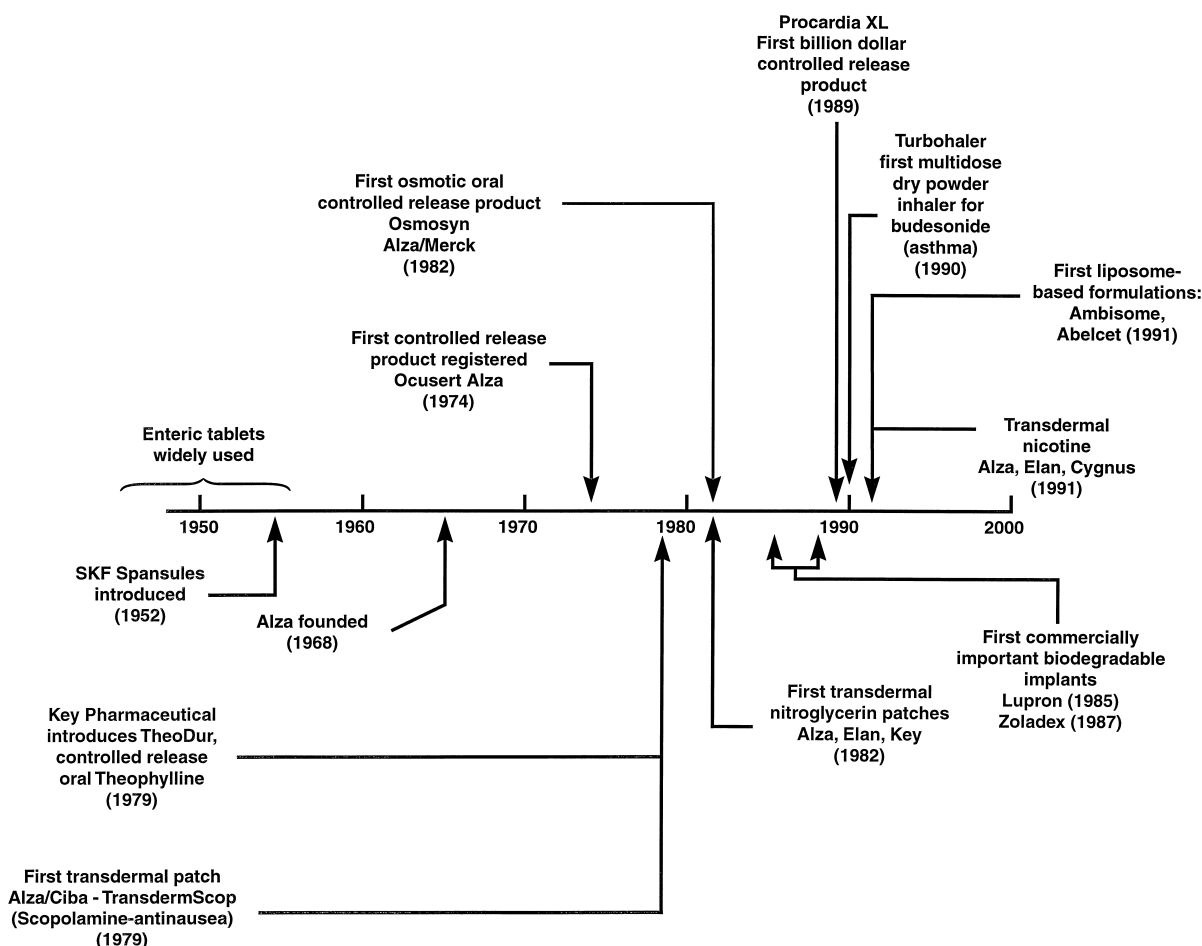 Procardia XL
First billion dollar
controlled release
product
(1989)
Turbohaler
first multidose
dry powder
inhaler for
budesonide
(asthma)
(1990)
First osmotic oral
controlled release product
Osmosyn
Alza/Merck
(1982)
First liposome-
based formulations:
Ambisome,
Abelcet (1991)
First controlled release
product registered
Ocusert Alza
(1974)
Enteric tablets
widely used
Transdermal
nicotine
Alza, Elan, Cygnus
(1991)
1950 1960 1970 1980 1990 2000
SKF Spansules
introduced
(1952)
Alza founded
(1968)
First commercially
important biodegradable
implants
Lupron (1985)
Zoladex (1987)
First transdermal
nitroglycerin patches
Alza, Elan, Key
(1982)
Key Pharmaceutical
introduces TheoDur,
controlled release
oral Theophylline
(1979)
First transdermal patch
Alza/Ciba - TransdermScop
(Scopolamine-antinausea)
(1979)